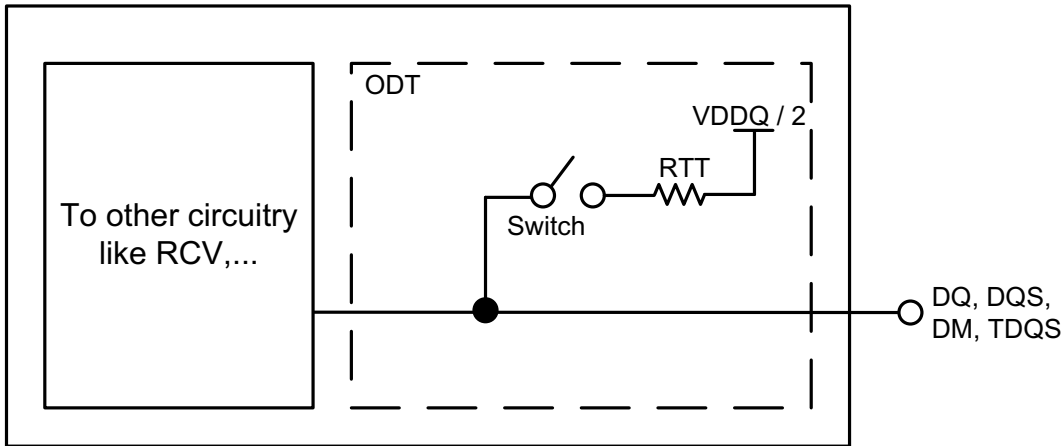 ODT
VDDQ / 2
RTT
Switch
To other circuitry
like RCV,...
DQ, DQS,
DM, TDQS